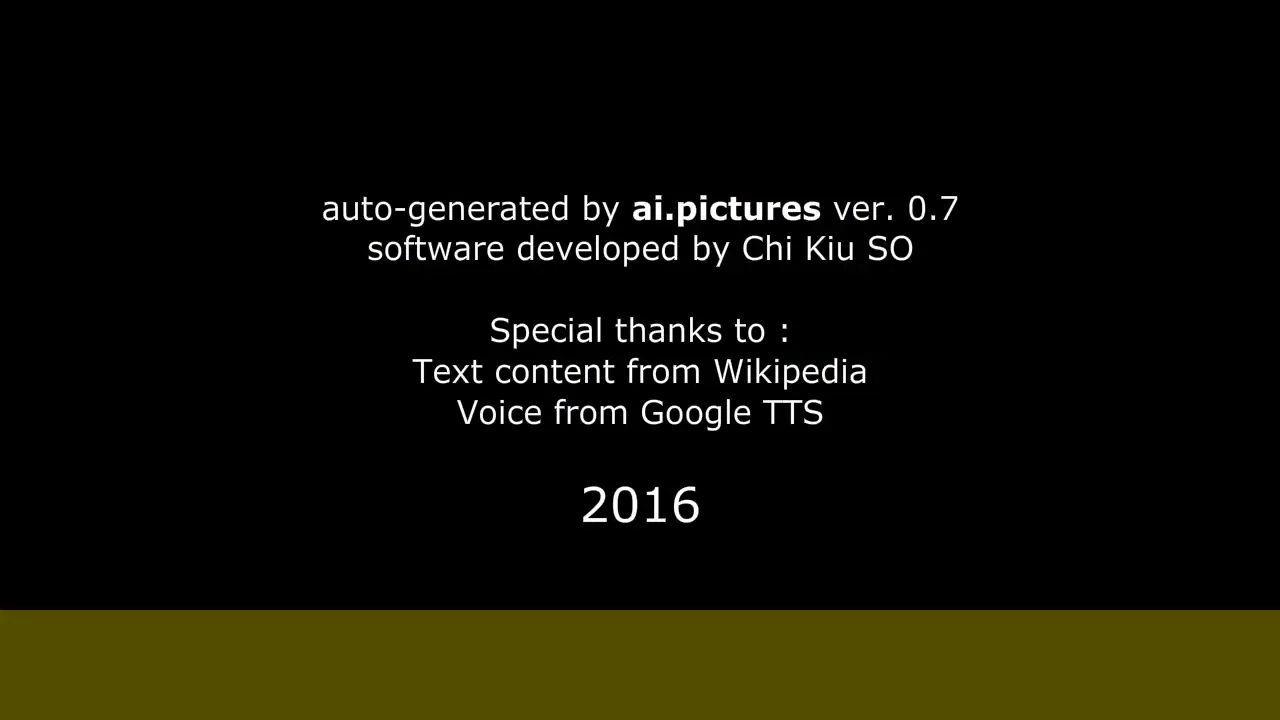 auto-generated by ai.pictures ver. 0.7
software developed by Chi Kiu SO
Special thanks to :
Text content from Wikipedia
Voice from Google TTS
2016